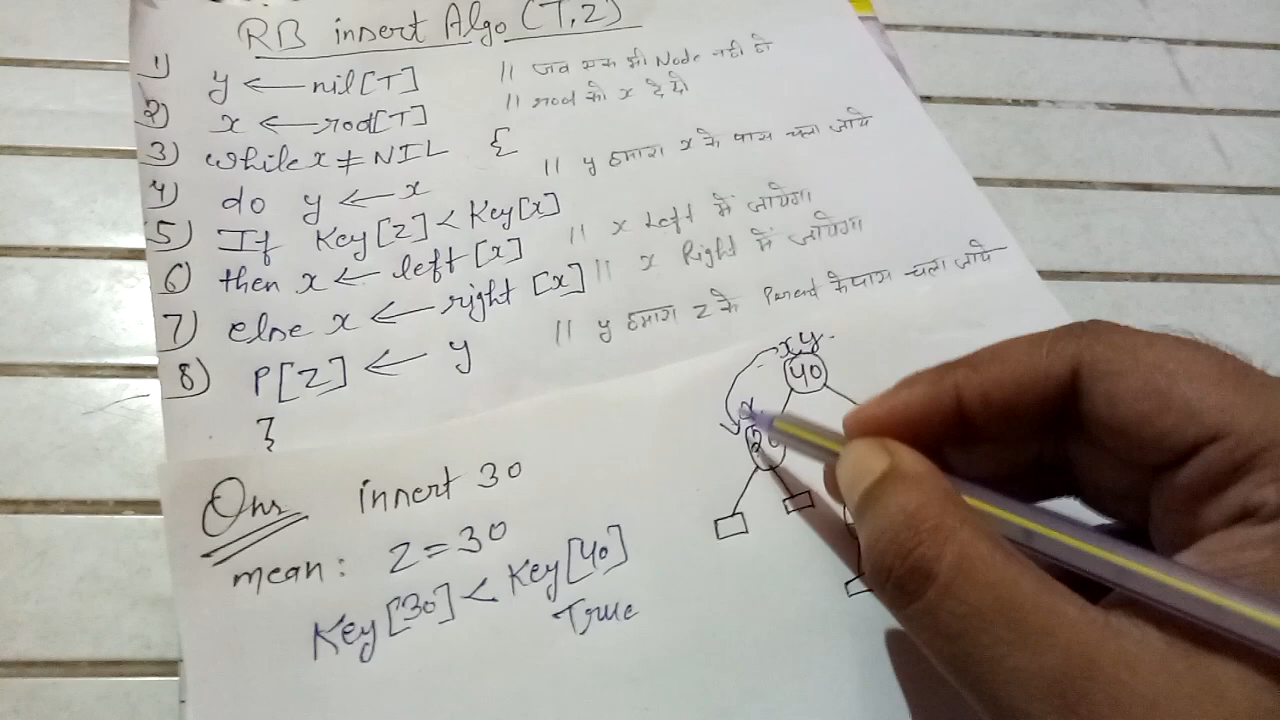 RB insert Algo (T,z)
1) y ← nil[T] // जब तक की Node नही हो
2) x ← root[T] // root को x दे दो
3) while x ≠ NIL {
4) do y ← x // y हमारा x के पास चला जाये
5) If Key[z] < Key[x]
6) then x ← left[x] // x Left में जायेगा
7) else x ← right [x] // x Right में जायेगा
8) P[z] ← y // y हमारा z के Parent के पास चला जाये
}
x y.
40
x
20
Ons insert 30
mean: z = 30
Key[30] < Key[40]
True